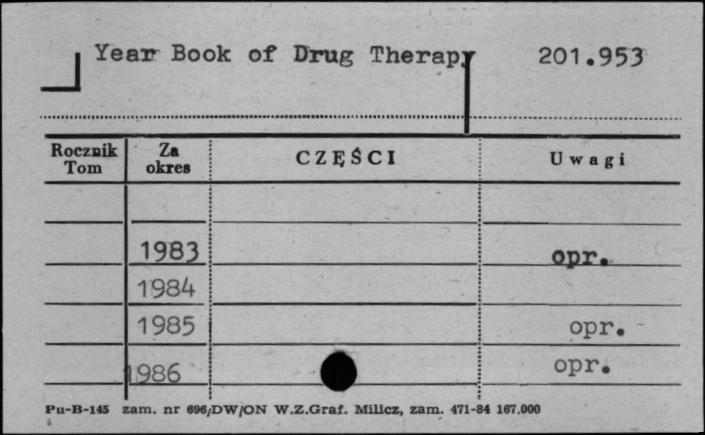 Year Book of Drug Therapy 201.953
Rocznik Tom Za okres CZĘŚCI Uwagi
1983 opr.
1984
1985 opr.
1986 opr.
Pu-B-145 zam. nr 696/DW/ON W.Z.Graf. Milicz, zam. 471-84 167.000